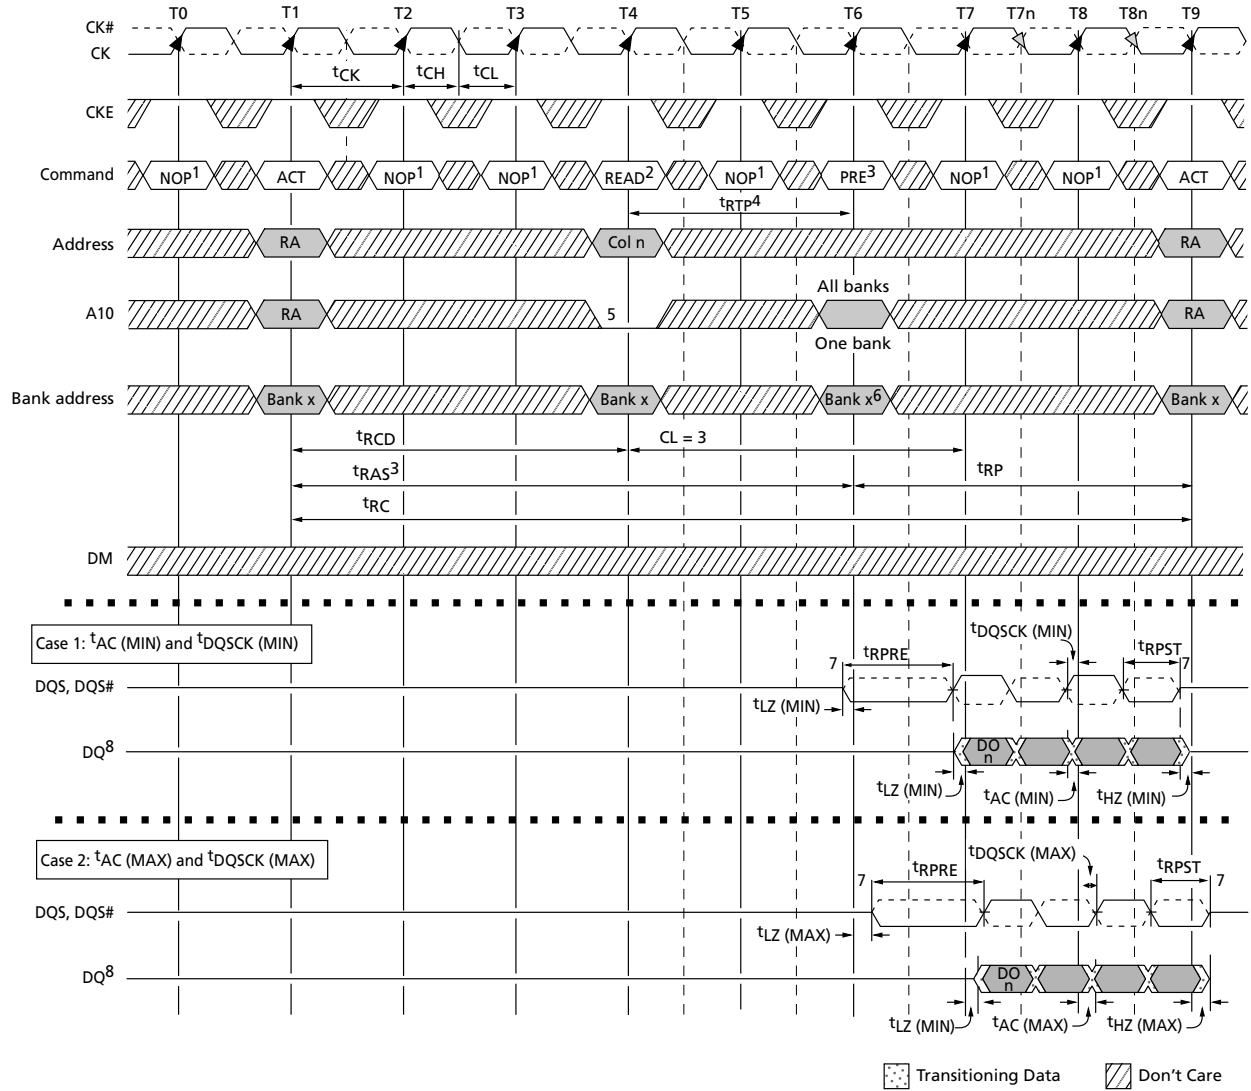 T0 T1 T2 T3 T4 T5 T6 T7 T7n T8 T8n T9
CK#
CK
tCK tCH tCL
CKE
Command NOP1 ACT NOP1 NOP1 READ2 NOP1 PRE3 NOP1 NOP1 ACT
tRTP4
Address RA Col n RA
All banks
A10 RA 5 RA
One bank
Bank address Bank x Bank x Bank x6 Bank x
tRCD CL = 3
tRAS3 tRP
tRC
DM
Case 1: tAC (MIN) and tDQSCK (MIN)
tDQSCK (MIN)
7 tRPRE tRPST 7
DQS, DQS#
tLZ (MIN)
DQ8 DO
n
tLZ (MIN) tAC (MIN) tHZ (MIN)
Case 2: tAC (MAX) and tDQSCK (MAX)
tDQSCK (MAX)
7 tRPRE tRPST 7
DQS, DQS#
tLZ (MAX)
DQ8 DO
n
tLZ (MIN) tAC (MAX) tHZ (MAX)
Transitioning Data Don't Care